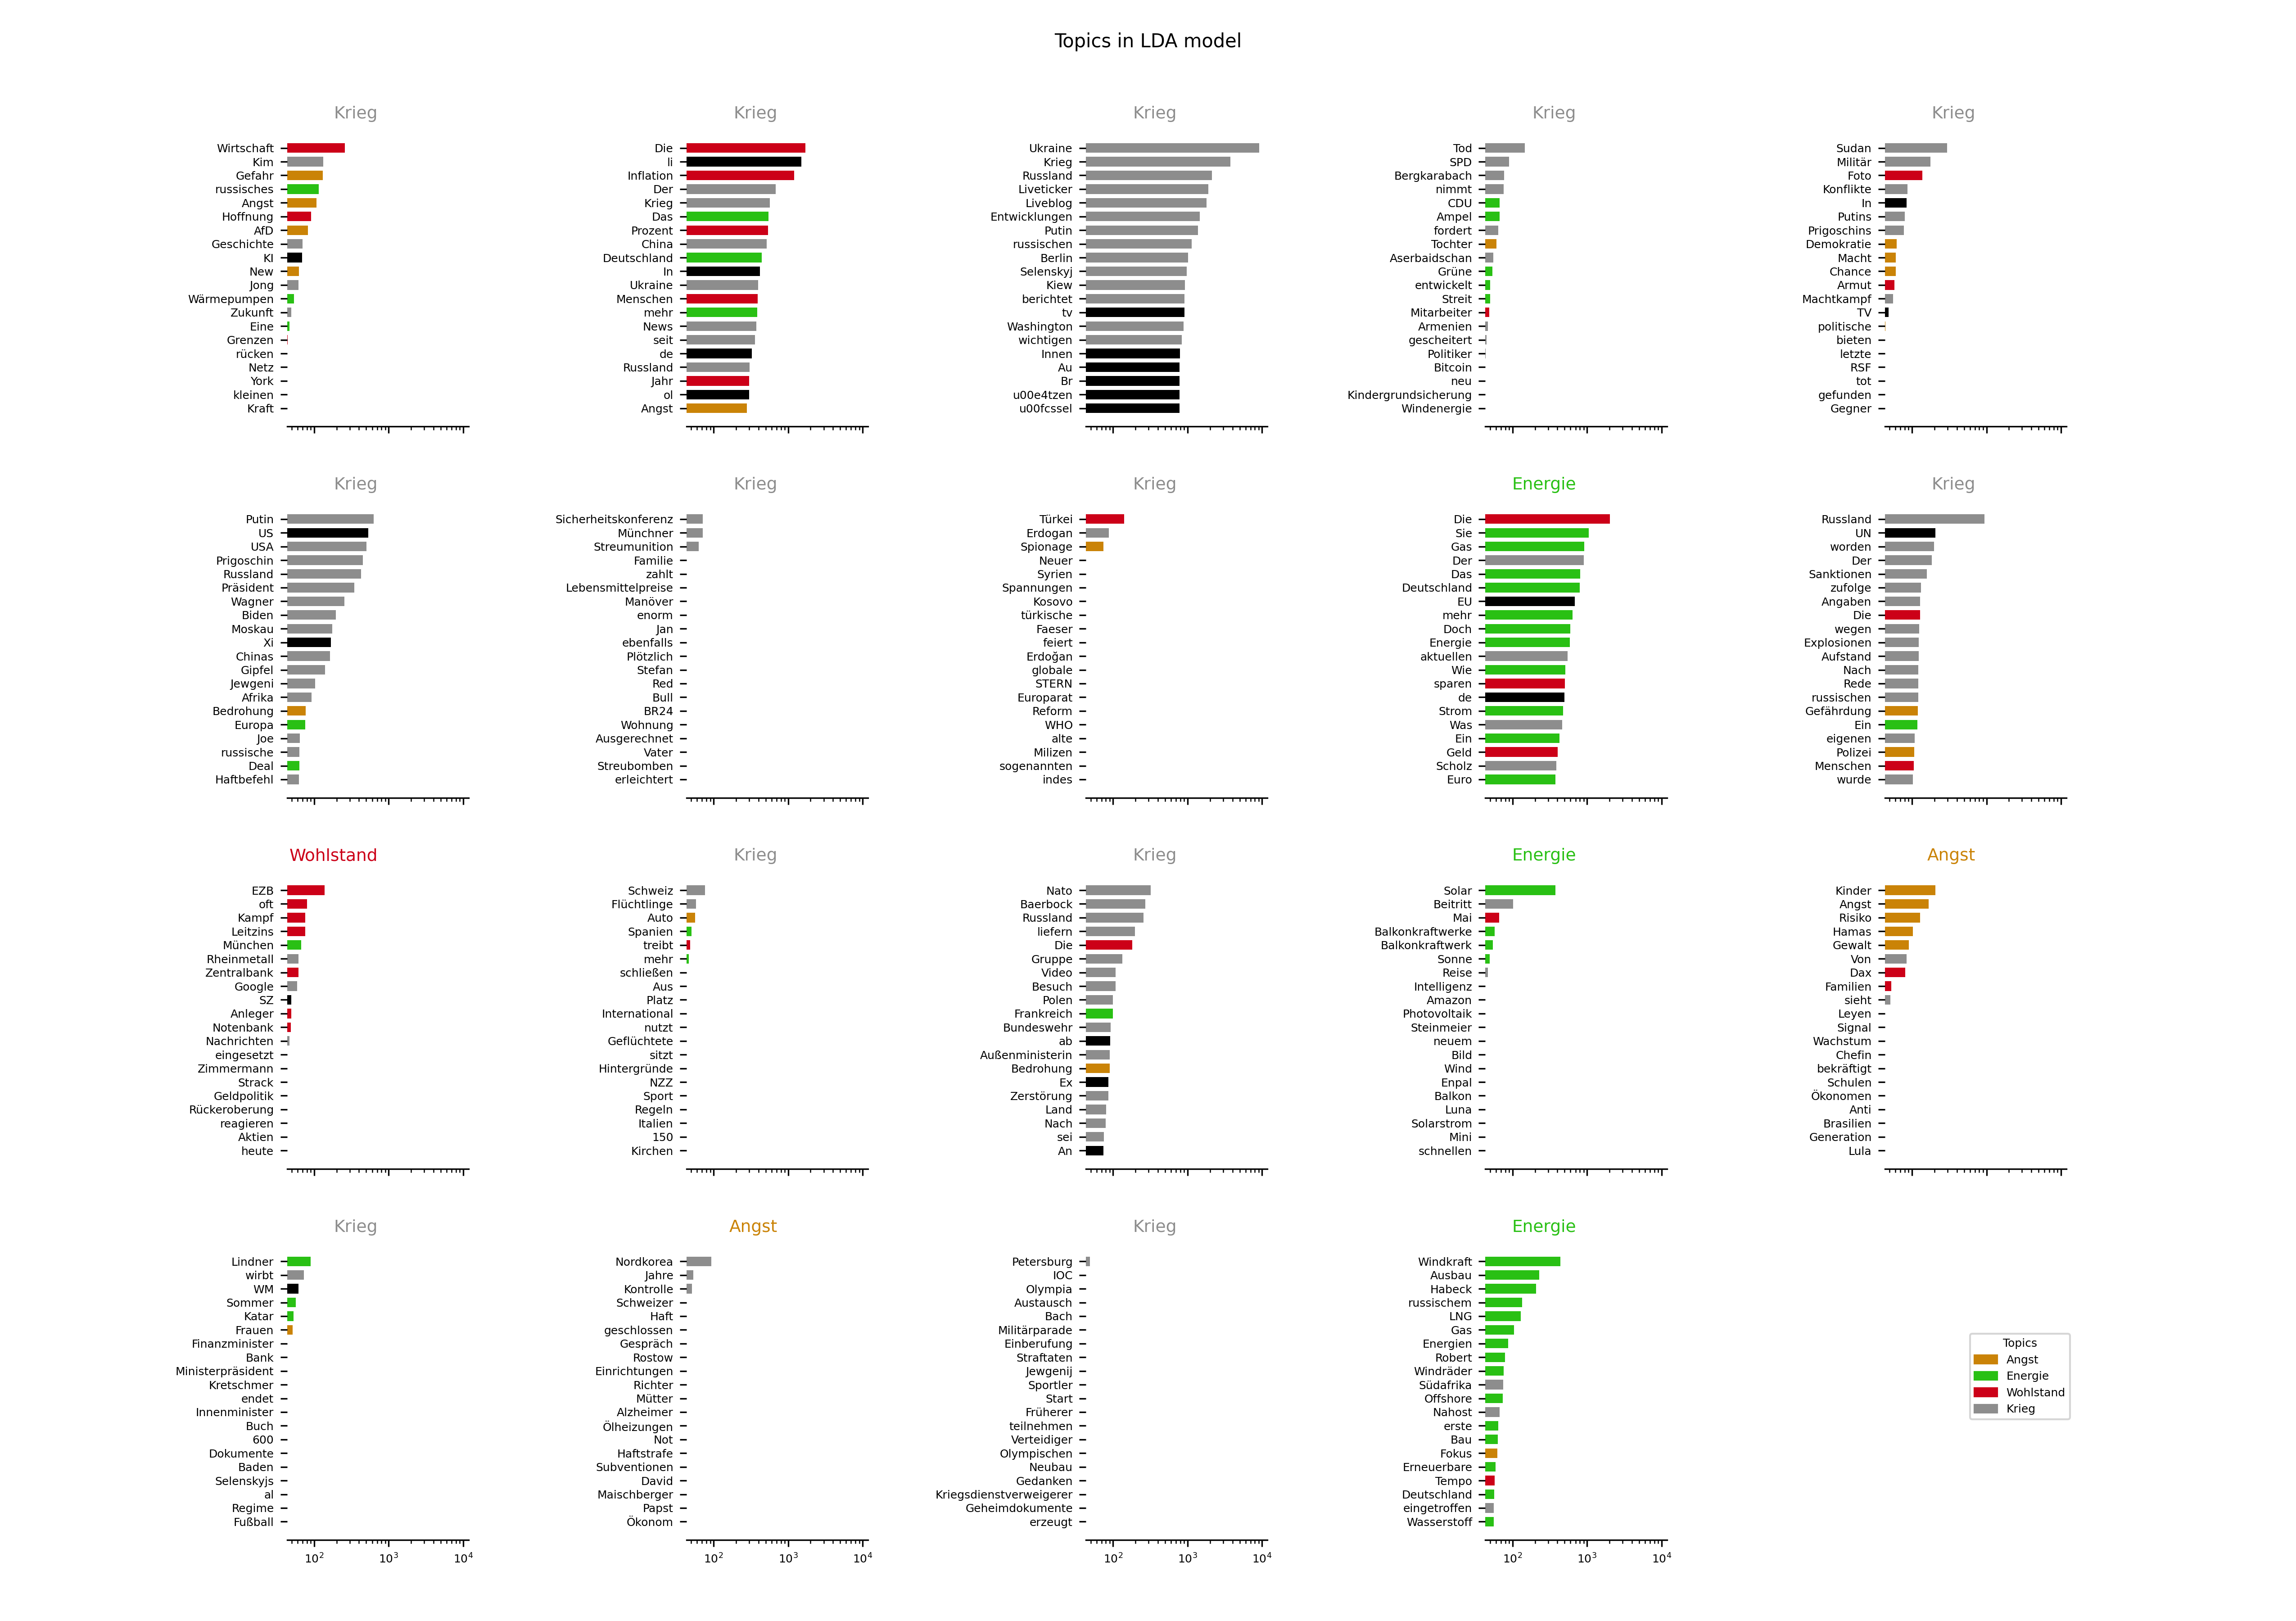 Topics in LDA model
Krieg
Wirtschaft
Kim
Gefahr
russisches
Angst
Hoffnung
AfD
Geschichte
KI
New
Jong
Wärmepumpen
Zukunft
Eine
Grenzen
rücken
Netz
York
kleinen
Kraft
Krieg
Die
li
Inflation
Der
Krieg
Das
Prozent
China
Deutschland
In
Ukraine
Menschen
mehr
News
seit
de
Russland
Jahr
ol
Angst
Krieg
Ukraine
Krieg
Russland
Liveticker
Liveblog
Entwicklungen
Putin
russischen
Berlin
Selenskyj
Kiew
berichtet
tv
Washington
wichtigen
Innen
Au
Br
u00e4tzen
u00fcssel
Krieg
Tod
SPD
Bergkarabach
nimmt
CDU
Ampel
fordert
Tochter
Aserbaidschan
Grüne
entwickelt
Streit
Mitarbeiter
Armenien
gescheitert
Politiker
Bitcoin
neu
Kindergrundsicherung
Windenergie
Krieg
Sudan
Militär
Foto
Konflikte
In
Putins
Prigoschins
Demokratie
Macht
Chance
Armut
Machtkampf
TV
politische
bieten
letzte
RSF
tot
gefunden
Gegner
Krieg
Putin
US
USA
Prigoschin
Russland
Präsident
Wagner
Biden
Moskau
Xi
Chinas
Gipfel
Jewgeni
Afrika
Bedrohung
Europa
Joe
russische
Deal
Haftbefehl
Krieg
Sicherheitskonferenz
Münchner
Streumunition
Familie
zahlt
Lebensmittelpreise
Manöver
enorm
Jan
ebenfalls
Plötzlich
Stefan
Red
Bull
BR24
Wohnung
Ausgerechnet
Vater
Streubomben
erleichtert
Krieg
Türkei
Erdogan
Spionage
Neuer
Syrien
Spannungen
Kosovo
türkische
Faeser
feiert
Erdoğan
globale
STERN
Europarat
Reform
WHO
alte
Milizen
sogenannten
indes
Energie
Die
Sie
Gas
Der
Das
Deutschland
EU
mehr
Doch
Energie
aktuellen
Wie
sparen
de
Strom
Was
Ein
Geld
Scholz
Euro
Krieg
Russland
UN
worden
Der
Sanktionen
zufolge
Angaben
Die
wegen
Explosionen
Aufstand
Nach
Rede
russischen
Gefährdung
Ein
eigenen
Polizei
Menschen
wurde
Wohlstand
EZB
oft
Kampf
Leitzins
München
Rheinmetall
Zentralbank
Google
SZ
Anleger
Notenbank
Nachrichten
eingesetzt
Zimmermann
Strack
Geldpolitik
Rückeroberung
reagieren
Aktien
heute
Krieg
Schweiz
Flüchtlinge
Auto
Spanien
treibt
mehr
schließen
Aus
Platz
International
nutzt
Geflüchtete
sitzt
Hintergründe
NZZ
Sport
Regeln
Italien
150
Kirchen
Krieg
Nato
Baerbock
Russland
liefern
Die
Gruppe
Video
Besuch
Polen
Frankreich
Bundeswehr
ab
Außenministerin
Bedrohung
Ex
Zerstörung
Land
Nach
sei
An
Energie
Solar
Beitritt
Mai
Balkonkraftwerke
Balkonkraftwerk
Sonne
Reise
Intelligenz
Amazon
Photovoltaik
Steinmeier
neuem
Bild
Wind
Enpal
Balkon
Luna
Solarstrom
Mini
schnellen
Angst
Kinder
Angst
Risiko
Hamas
Gewalt
Von
Dax
Familien
sieht
Leyen
Signal
Wachstum
Chefin
bekräftigt
Schulen
Ökonomen
Anti
Brasilien
Generation
Lula
Krieg
Lindner
wirbt
WM
Sommer
Katar
Frauen
Finanzminister
Bank
Ministerpräsident
Kretschmer
endet
Innenminister
Buch
600
Dokumente
Baden
Selenskyjs
al
Regime
Fußball
10² 10³ 10⁴
Angst
Nordkorea
Jahre
Kontrolle
Schweizer
Haft
geschlossen
Gespräch
Rostow
Einrichtungen
Richter
Mütter
Alzheimer
Ölheizungen
Not
Haftstrafe
Subventionen
David
Maischberger
Papst
Ökonom
10² 10³ 10⁴
Krieg
Petersburg
IOC
Olympia
Austausch
Bach
Militärparade
Einberufung
Straftaten
Jewgenij
Sportler
Start
Früherer
teilnehmen
Verteidiger
Olympischen
Neubau
Gedanken
Kriegsdienstverweigerer
Geheimdokumente
erzeugt
10² 10³ 10⁴
Energie
Windkraft
Ausbau
Habeck
russischem
LNG
Gas
Energien
Robert
Windräder
Südafrika
Offshore
Nahost
erste
Bau
Fokus
Erneuerbare
Tempo
Deutschland
eingetroffen
Wasserstoff
10² 10³ 10⁴
Topics
Angst
Energie
Wohlstand
Krieg